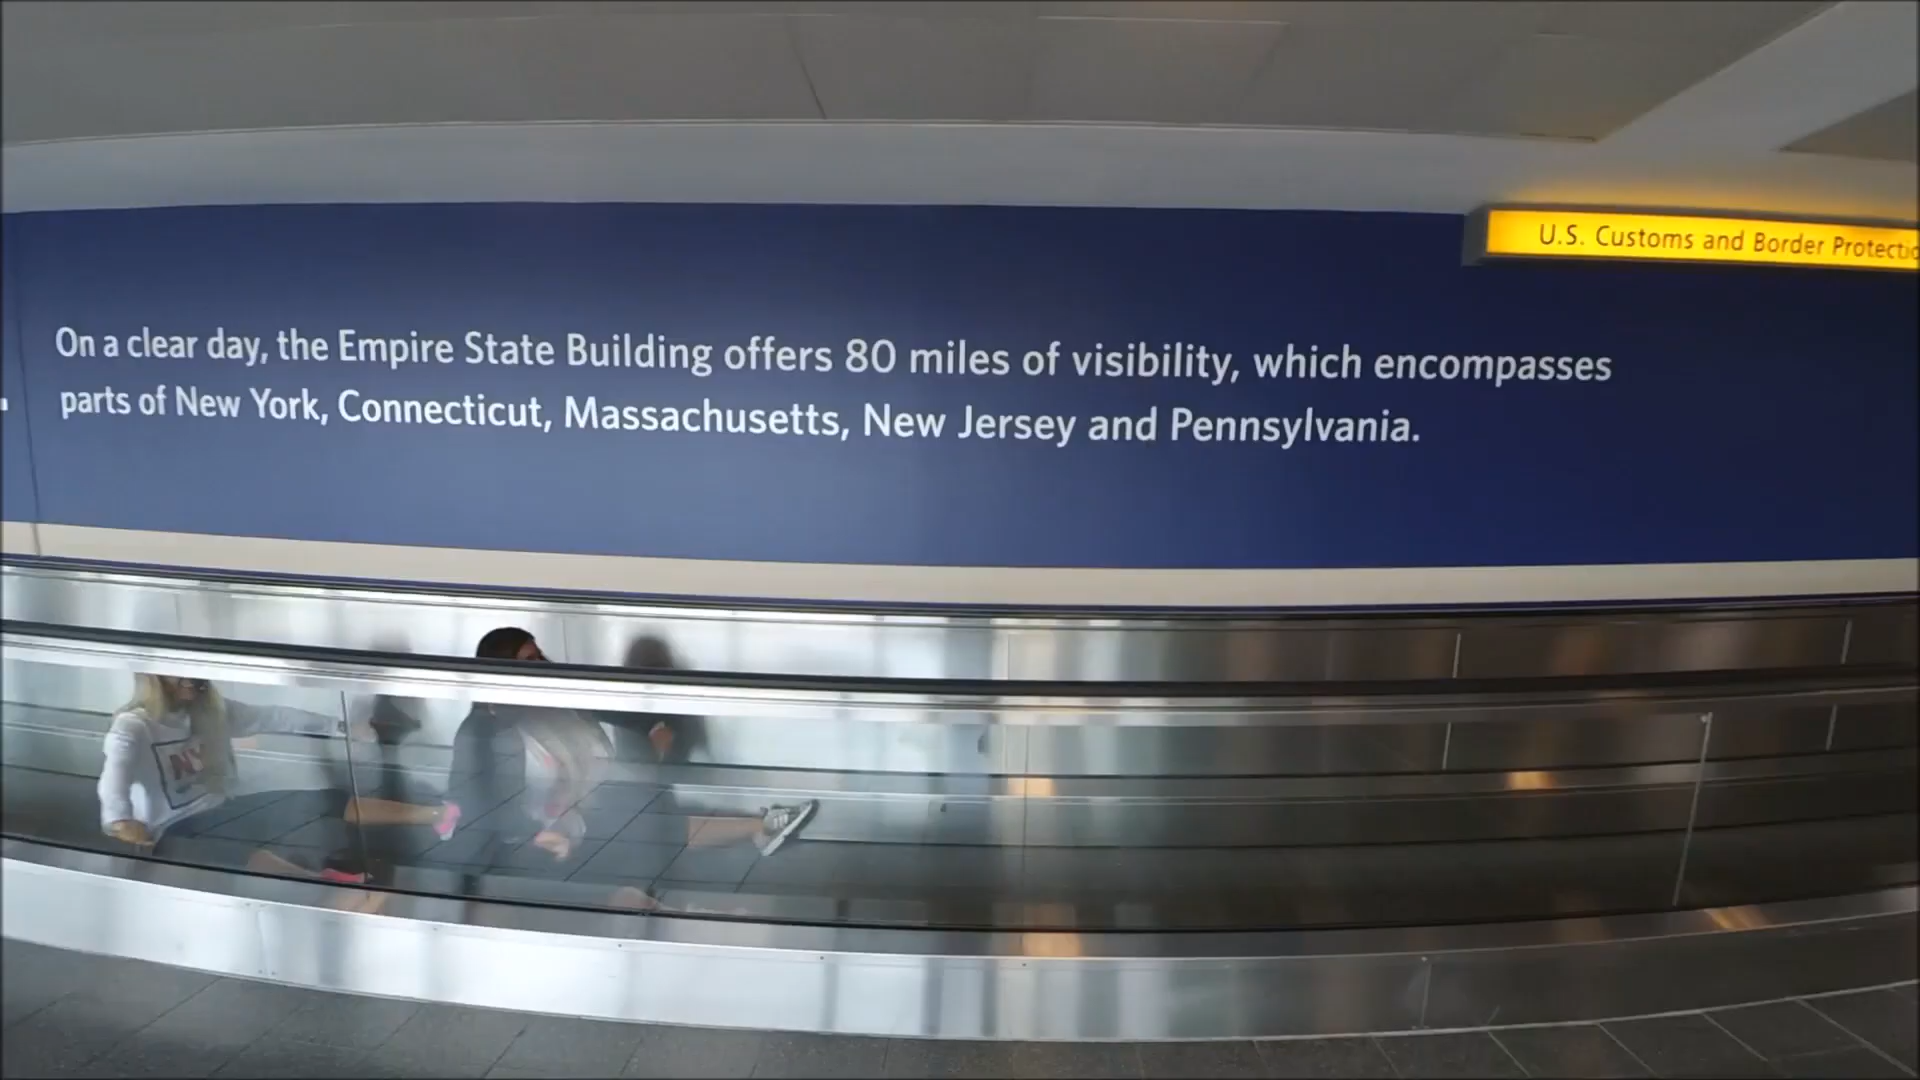 U.S. Customs and Border
On a clear day, the Empire State Building offers 80 miles of visibility, which encompasses
parts of New York, Connecticut, Massachusetts, New Jersey and Pennsylvania.
NY